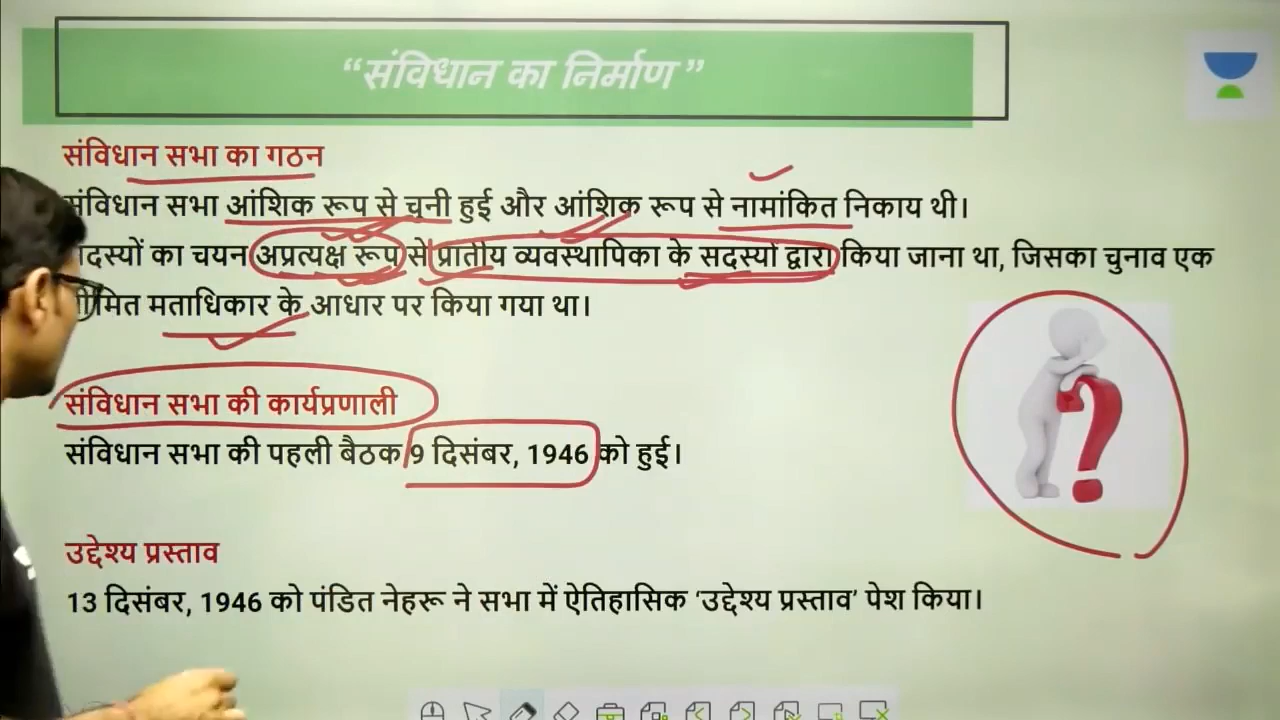 “संविधान का निर्माण”
संविधान सभा का गठन
संविधान सभा आंशिक रूप से चुनी हुई और आंशिक रूप से नामांकित निकाय थी।
सदस्यों का चयन अप्रत्यक्ष रूप से प्रांतीय व्यवस्थापिका के सदस्यों द्वारा किया जाना था, जिसका चुनाव एक
सीमित मताधिकार के आधार पर किया गया था।
संविधान सभा की कार्यप्रणाली
संविधान सभा की पहली बैठक 9 दिसंबर, 1946 को हुई।
उद्देश्य प्रस्ताव
13 दिसंबर, 1946 को पंडित नेहरू ने सभा में ऐतिहासिक ‘उद्देश्य प्रस्ताव’ पेश किया।